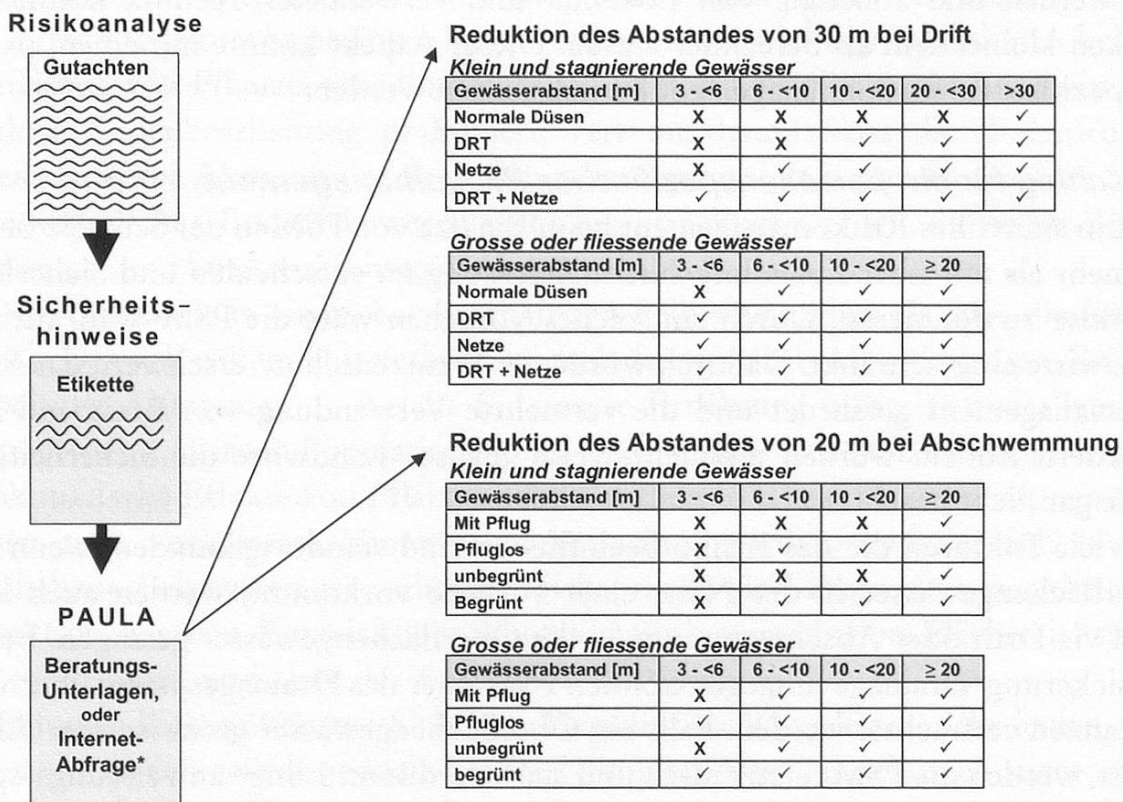 Risikoanalyse
Gutachten
Sicherheits-
hinweise
Etikette
PAULA
Beratungs-
Unterlagen,
oder
Internet-
Abfrage*
Reduktion des Abstandes von 30 m bei Drift
Klein und stagnierende Gewässer
Gewässerabstand [m] 3 - <6 6 - <10 10 - <20 20 -<30 >30
Normale Düsen X X X X ✓
DRT X X ✓ ✓ ✓
Netze X ✓ ✓ ✓ ✓
DRT + Netze ✓ ✓ ✓ ✓ ✓
Grosse oder fliessende Gewässer
Gewässerabstand [m] 3 - <6 6 - <10 10 - <20 ≥ 20
Normale Düsen X ✓ ✓ ✓
DRT ✓ ✓ ✓ ✓
Netze ✓ ✓ ✓ ✓
DRT + Netze ✓ ✓ ✓ ✓
Reduktion des Abstandes von 20 m bei Abschwemmung
Klein und stagnierende Gewässer
Gewässerabstand [m] 3 - <6 6 - <10 10 - <20 ≥ 20
Mit Pflug X X X ✓
Pfluglos X ✓ ✓ ✓
unbegrünt X X X ✓
Begrünt X ✓ ✓ ✓
Grosse oder fliessende Gewässer
Gewässerabstand [m] 3 - <6 6 - <10 10 - <20 ≥ 20
Mit Pflug X ✓ ✓ ✓
Pfluglos ✓ ✓ ✓ ✓
unbegrünt X ✓ ✓ ✓
begrünt ✓ ✓ ✓ ✓